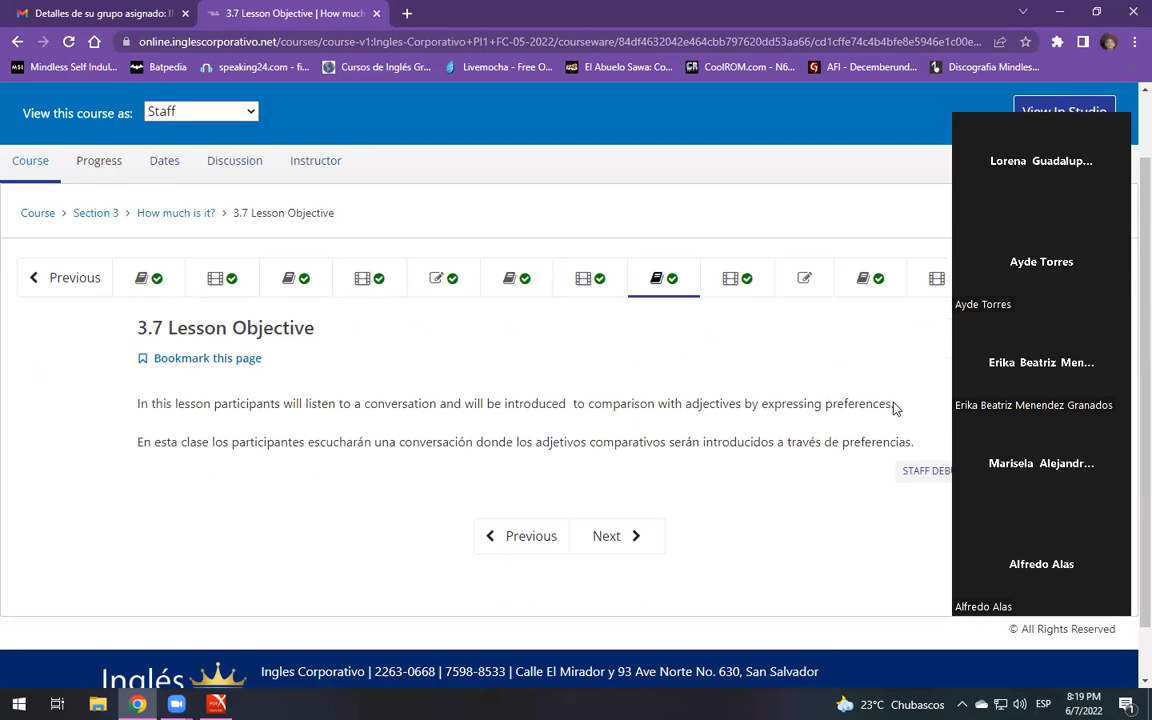 Detalles de su grupo asignado: I
3.7 Lesson Objective | How much
online.inglescorporativo.net/courses/course-v1:Ingles-Corporativo+PI1+FC-05-2022/courseware/84df4632042e464cbb797620dd53aa66/cd1cffe74c4b4bfe8e5946e1c00e...
Mindless Self Indul...
Batpedia
speaking24.com - fi...
Cursos de Inglés Gr...
Livemocha - Free O...
El Abuelo Sawa: Co...
CoolROM.com - N6...
AFI - Decemberund...
Discografia Mindles...
View this course as:
Staff
View In Studio
Course
Progress
Dates
Discussion
Instructor
Course > Section 3 > How much is it? > 3.7 Lesson Objective
Previous
3.7 Lesson Objective
Bookmark this page
In this lesson participants will listen to a conversation and will be introduced to comparison with adjectives by expressing preferences.
En esta clase los participantes escucharán una conversación donde los adjetivos comparativos serán introducidos a través de preferencias.
STAFF DEBU
Previous
Next
Lorena Guadalup...
Ayde Torres
Ayde Torres
Erika Beatriz Men...
Erika Beatriz Menendez Granados
Marisela Alejandr...
Alfredo Alas
Alfredo Alas
© All Rights Reserved
Inglés
Ingles Corporativo | 2263-0668 | 7598-8533 | Calle El Mirador y 93 Ave Norte No. 630, San Salvador
23°C Chubascos
ESP
8:19 PM
6/7/2022
1